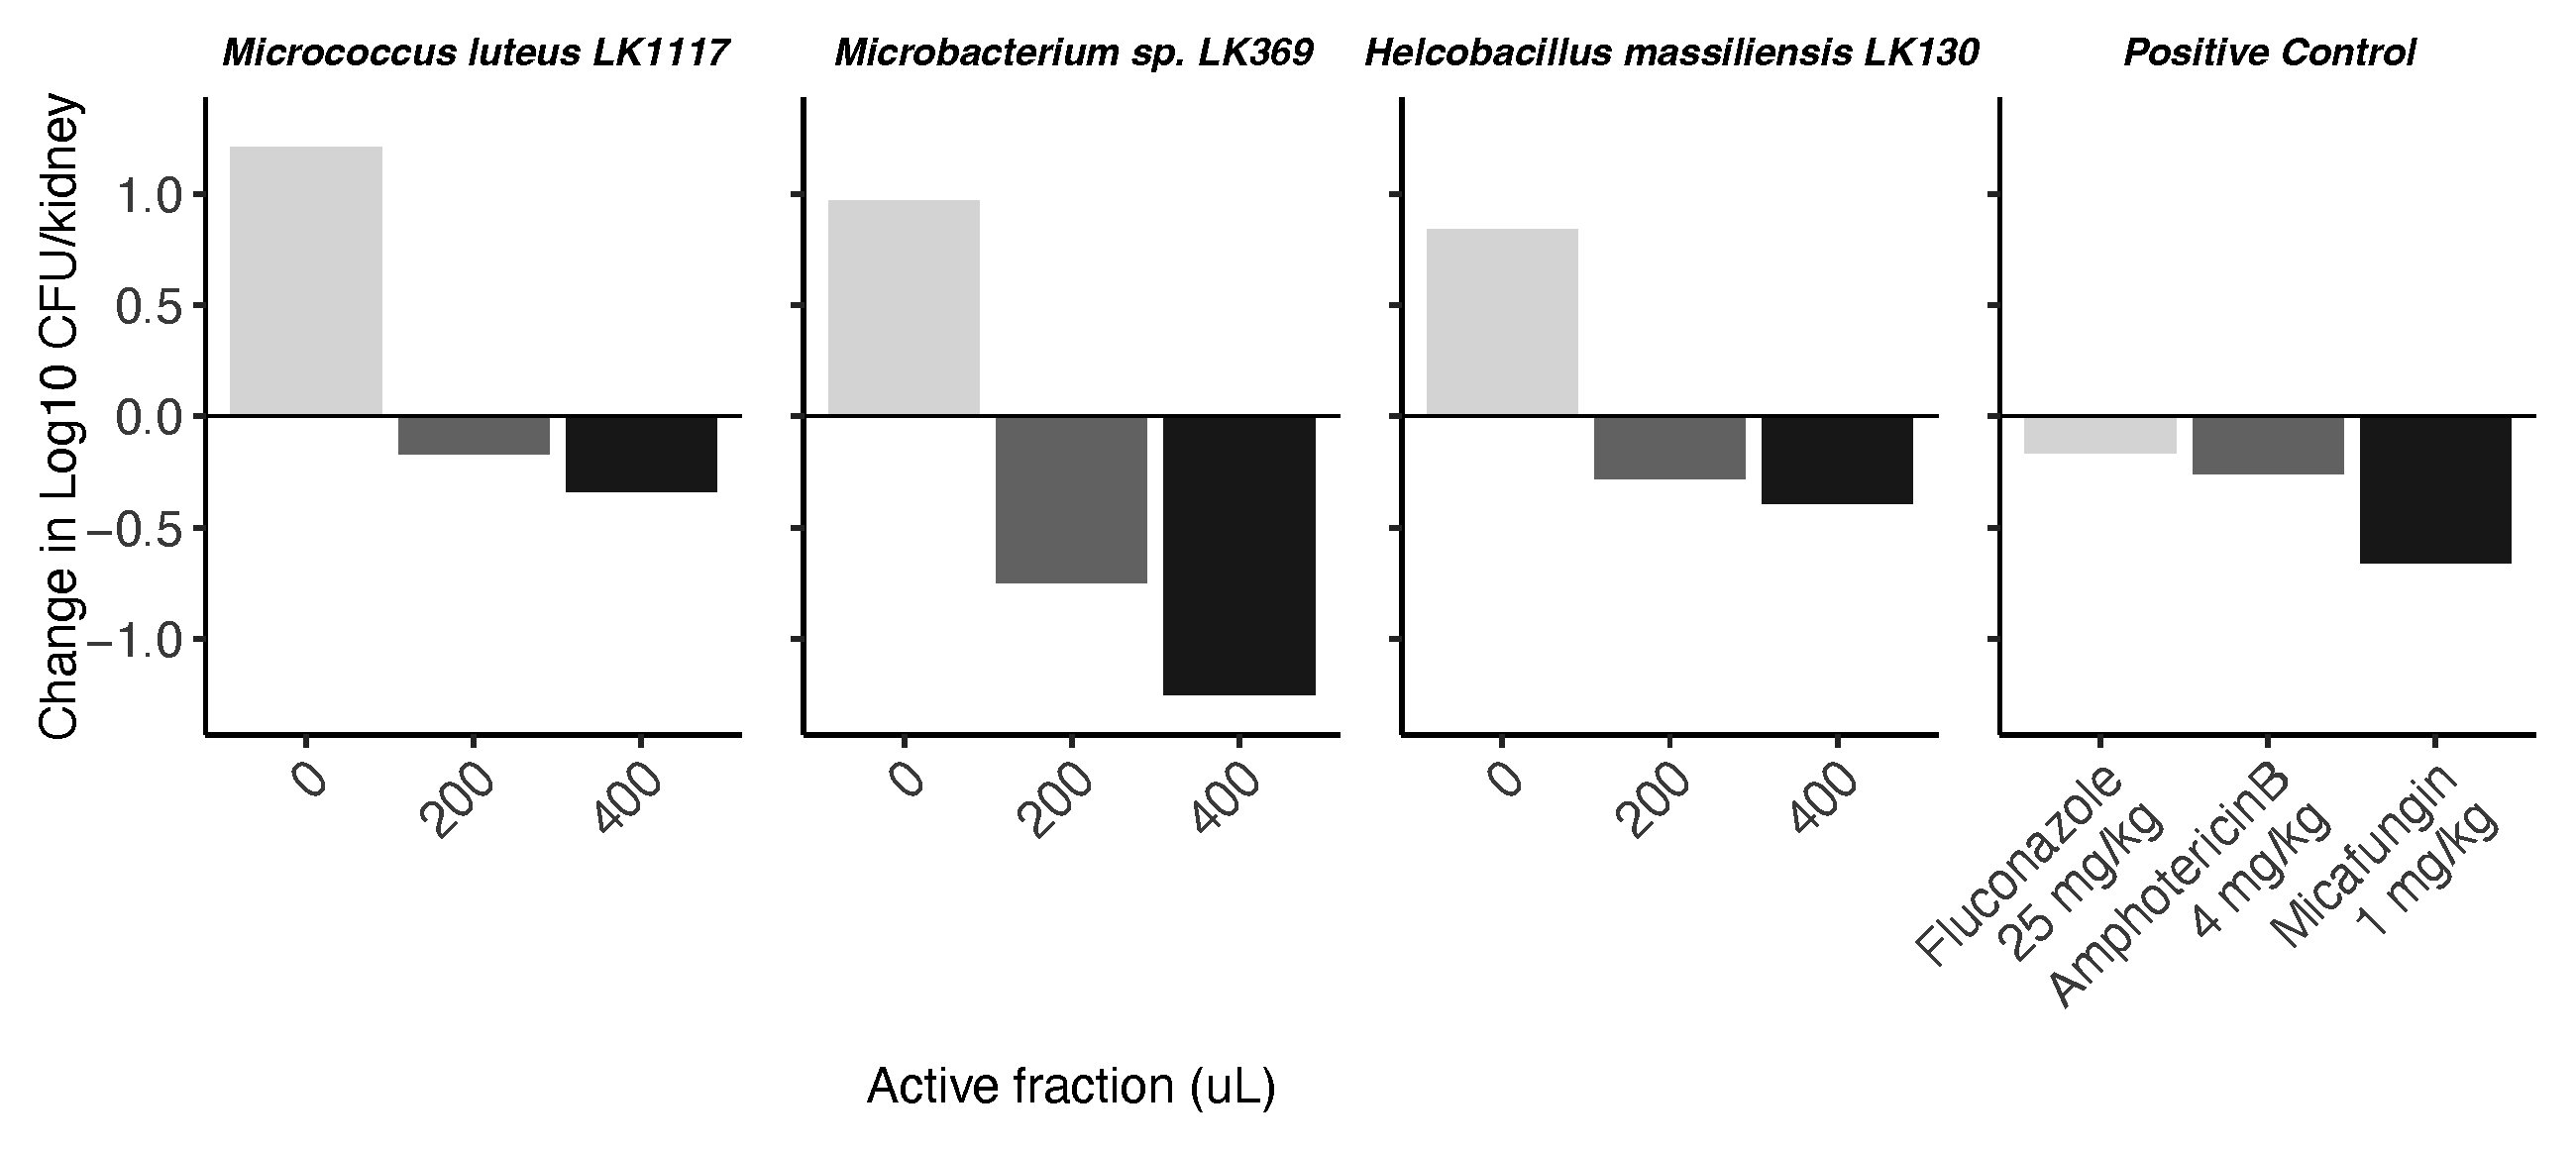 Micrococcus luteus LK1117
Microbacterium sp. LK369
Helcobacillus massiliensis LK130
Positive Control
Change in Log10 CFU/kidney
1.0
0.5
0.0
−0.5
−1.0
0
200
400
0
200
400
0
200
400
Fluconazole
25 mg/kg
AmphotericinB
4 mg/kg
Micafungin
1 mg/kg
Active fraction (uL)